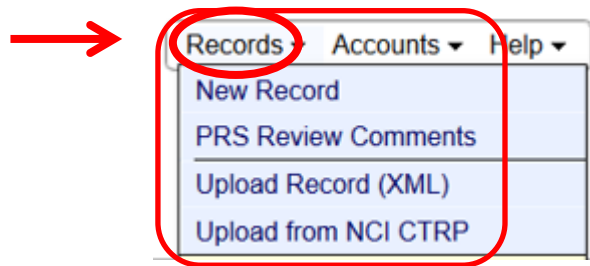 Records ▾ Accounts ▾ Help ▾
New Record
PRS Review Comments
Upload Record (XML)
Upload from NCI CTRP